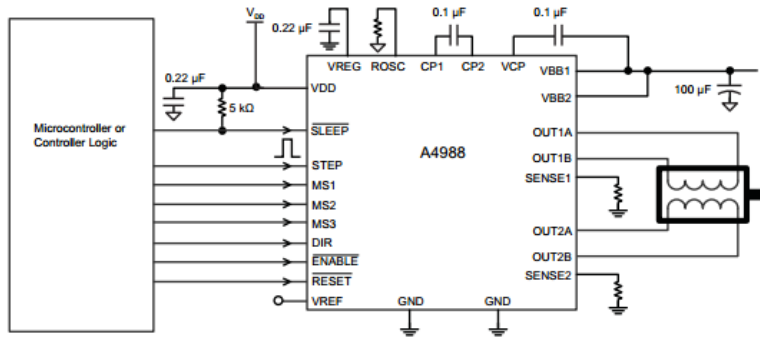 VDD
0.22 µF
0.1 µF
0.1 µF
VREG
ROSC
CP1
CP2
VCP
VBB1
VDD
0.22 µF
5 kΩ
VBB2
100 µF
Microcontroller or
Controller Logic
SLEEP
A4988
OUT1A
OUT1B
STEP
MS1
SENSE1
MS2
MS3
OUT2A
DIR
OUT2B
ENABLE
SENSE2
RESET
VREF
GND
GND